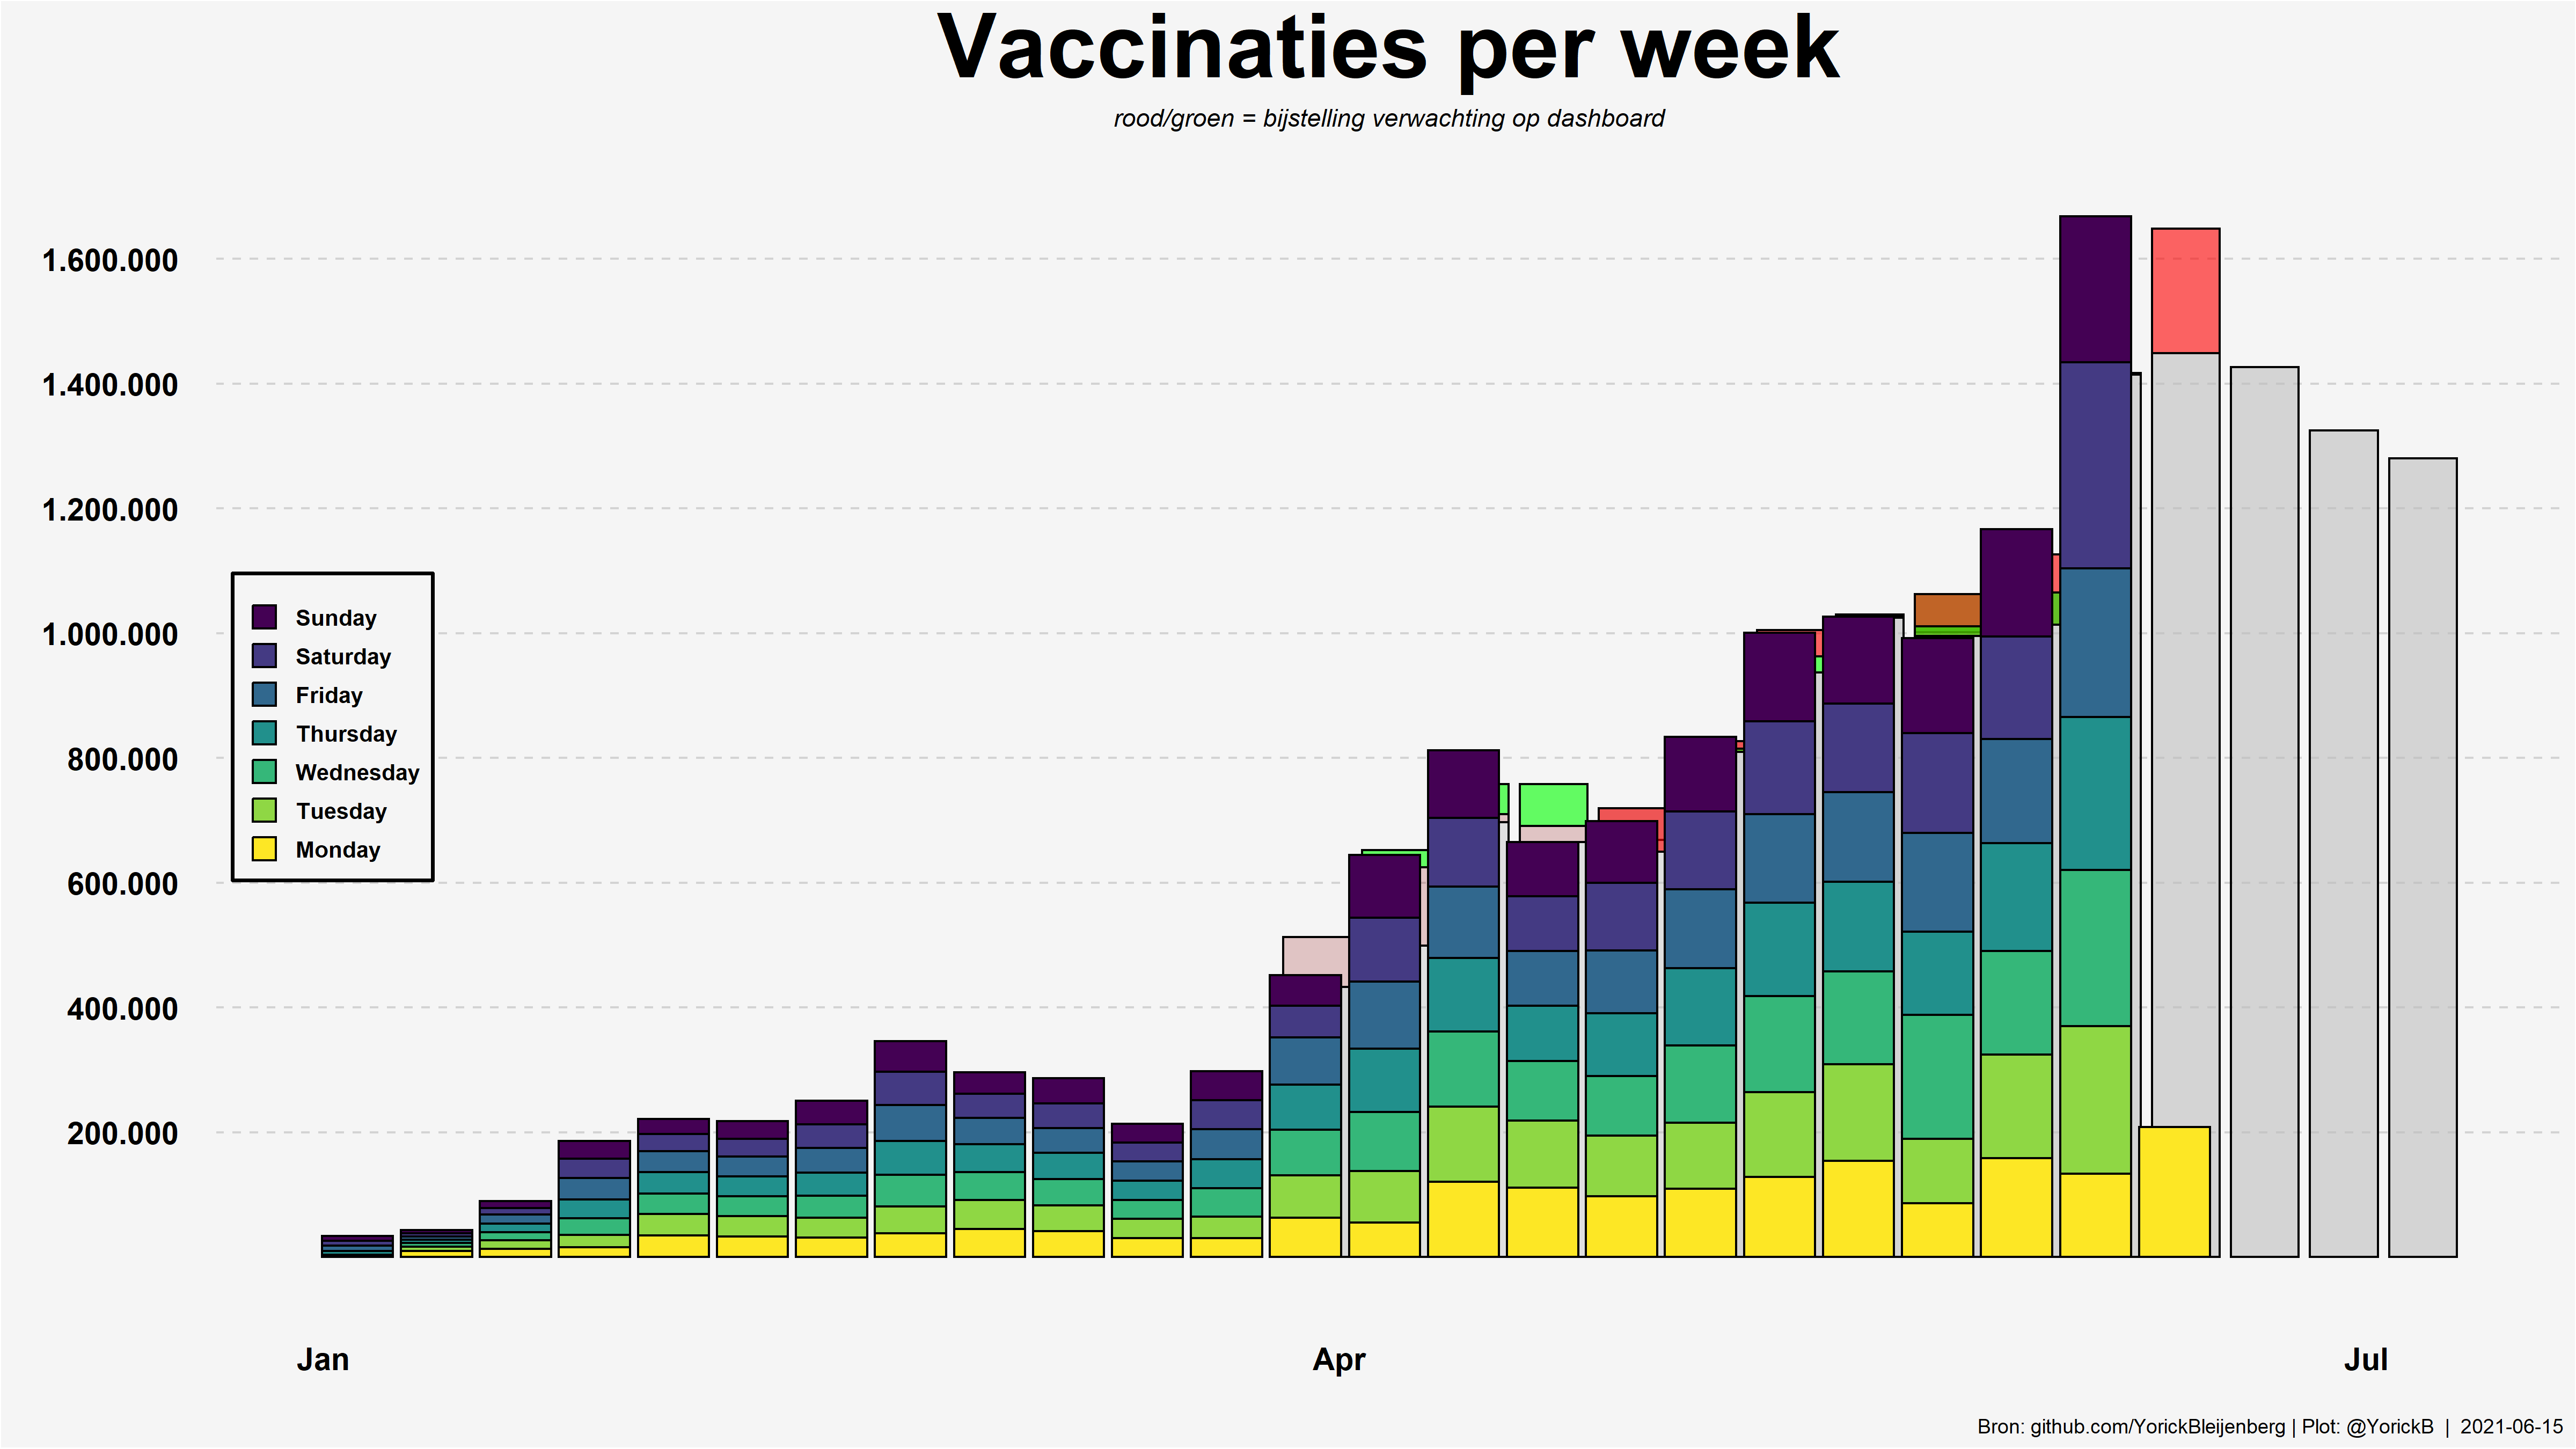 Vaccinaties per week
rood/groen = bijstelling verwachting op dashboard
1.600.000
1.400.000
1.200.000
1.000.000
800.000
600.000
400.000
200.000
Sunday
Saturday
Friday
Thursday
Wednesday
Tuesday
Monday
Jan Apr Jul
Bron: github.com/YorickBleijenberg | Plot: @YorickB | 2021-06-15